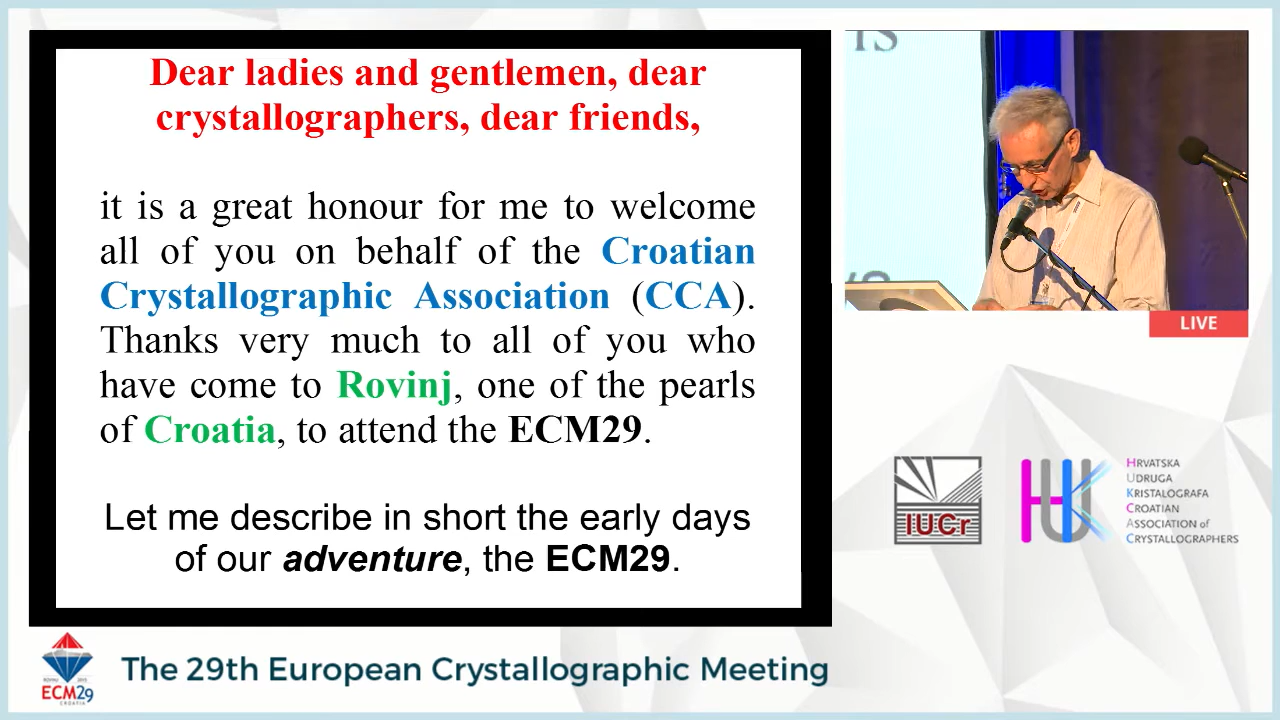 Dear ladies and gentlemen, dear
crystallographers, dear friends,
it is a great honour for me to welcome
all of you on behalf of the Croatian
Crystallographic Association (CCA).
Thanks very much to all of you who
have come to Rovinj, one of the pearls
of Croatia, to attend the ECM29.
Let me describe in short the early days
of our adventure, the ECM29.
LIVE
IUCr
HUK
HRVATSKA
UDRUGA
KRISTALOGRAFA
CROATIAN
ASSOCIATION of
CRYSTALLOGRAPHERS
ECM29
CROATIA
The 29th European Crystallographic Meeting